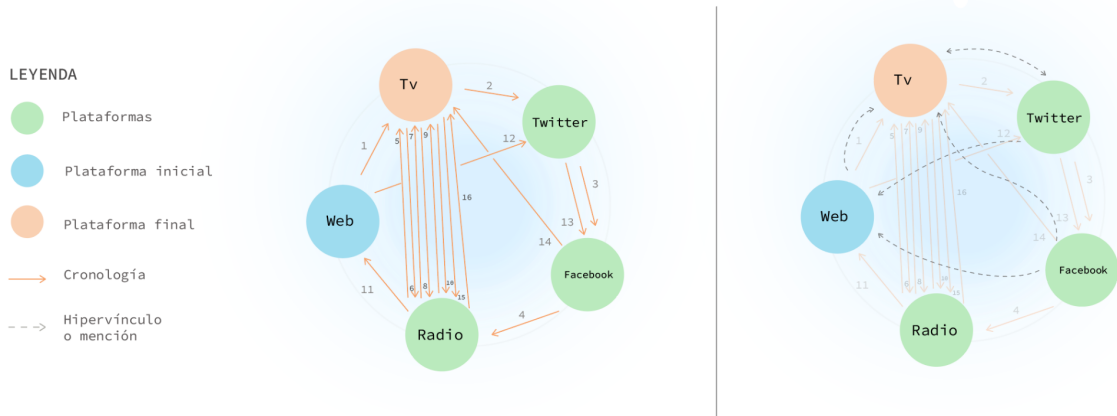 LEYENDA
Plataformas
Plataforma inicial
Plataforma final
Cronología
Hipervínculo
o mención
Tv
2
Twitter
12
1
5
7
9
3
16
Web
13
14
Facebook
6
8
10
15
11
4
Radio
Tv
2
Twitter
12
1
5
7
9
3
16
Web
13
14
Facebook
6
8
10
15
11
4
Radio